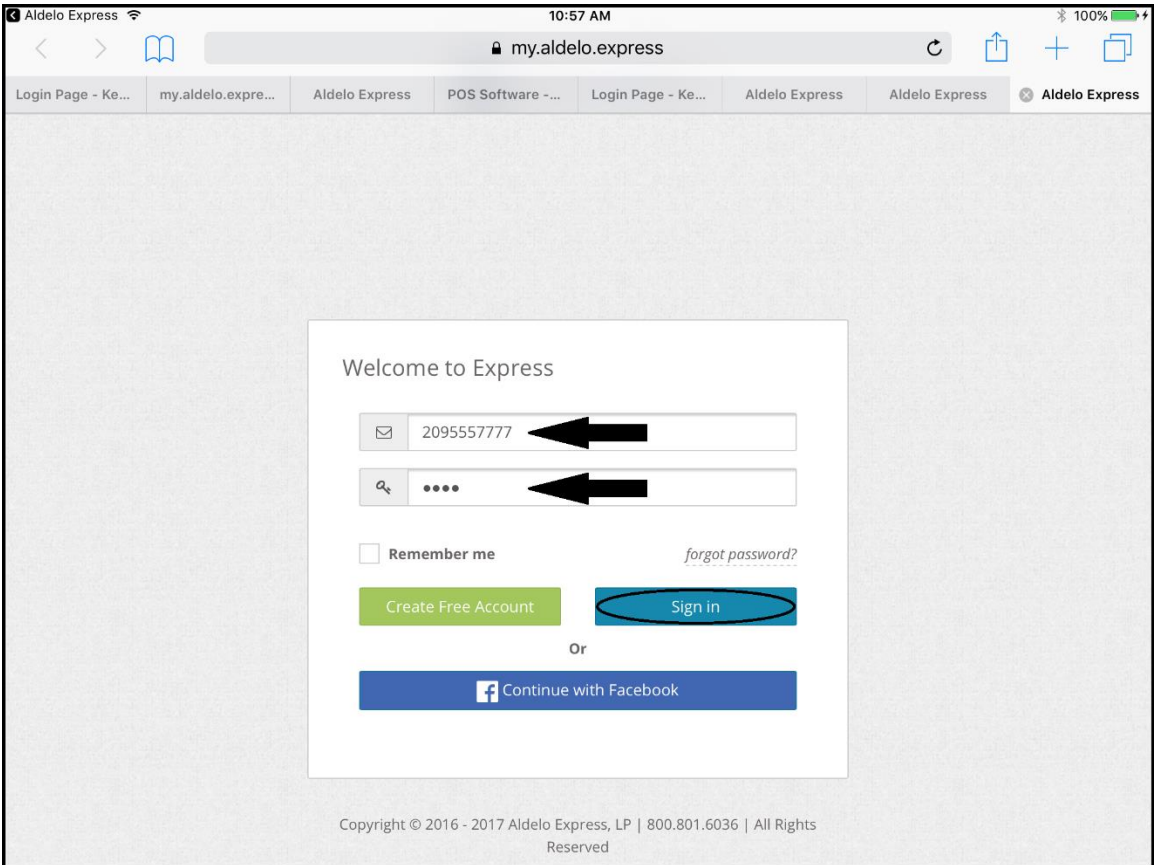 Aldelo Express 10:57 AM 100%
my.aldelo.express
Login Page - Ke... my.aldelo.expre... Aldelo Express POS Software -... Login Page - Ke... Aldelo Express Aldelo Express Aldelo Express
Welcome to Express
2095557777
••••
Remember me forgot password?
Create Free Account Sign in
Or
f Continue with Facebook
Copyright © 2016 - 2017 Aldelo Express, LP | 800.801.6036 | All Rights
Reserved